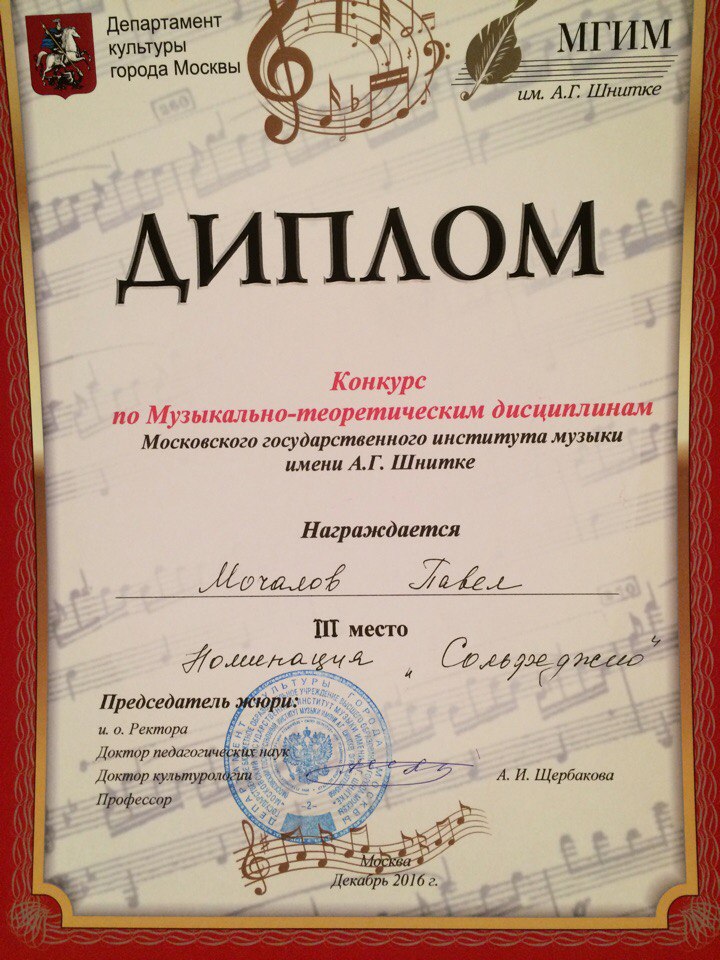 Департамент
культуры
города Москвы
МГИМ
им. А.Г. Шнитке
ДИПЛОМ
Конкурс
по Музыкально-теоретическим дисциплинам
Московского государственного института музыки
имени А.Г. Шнитке
Награждается
Мочалов Павел
III место
Номинация „Сольфеджио"
Председатель жюри:
и. о. Ректора
Доктор педагогических наук
Доктор культурологии
А. И. Щербакова
Профессор
Москва
Декабрь 2016 г.